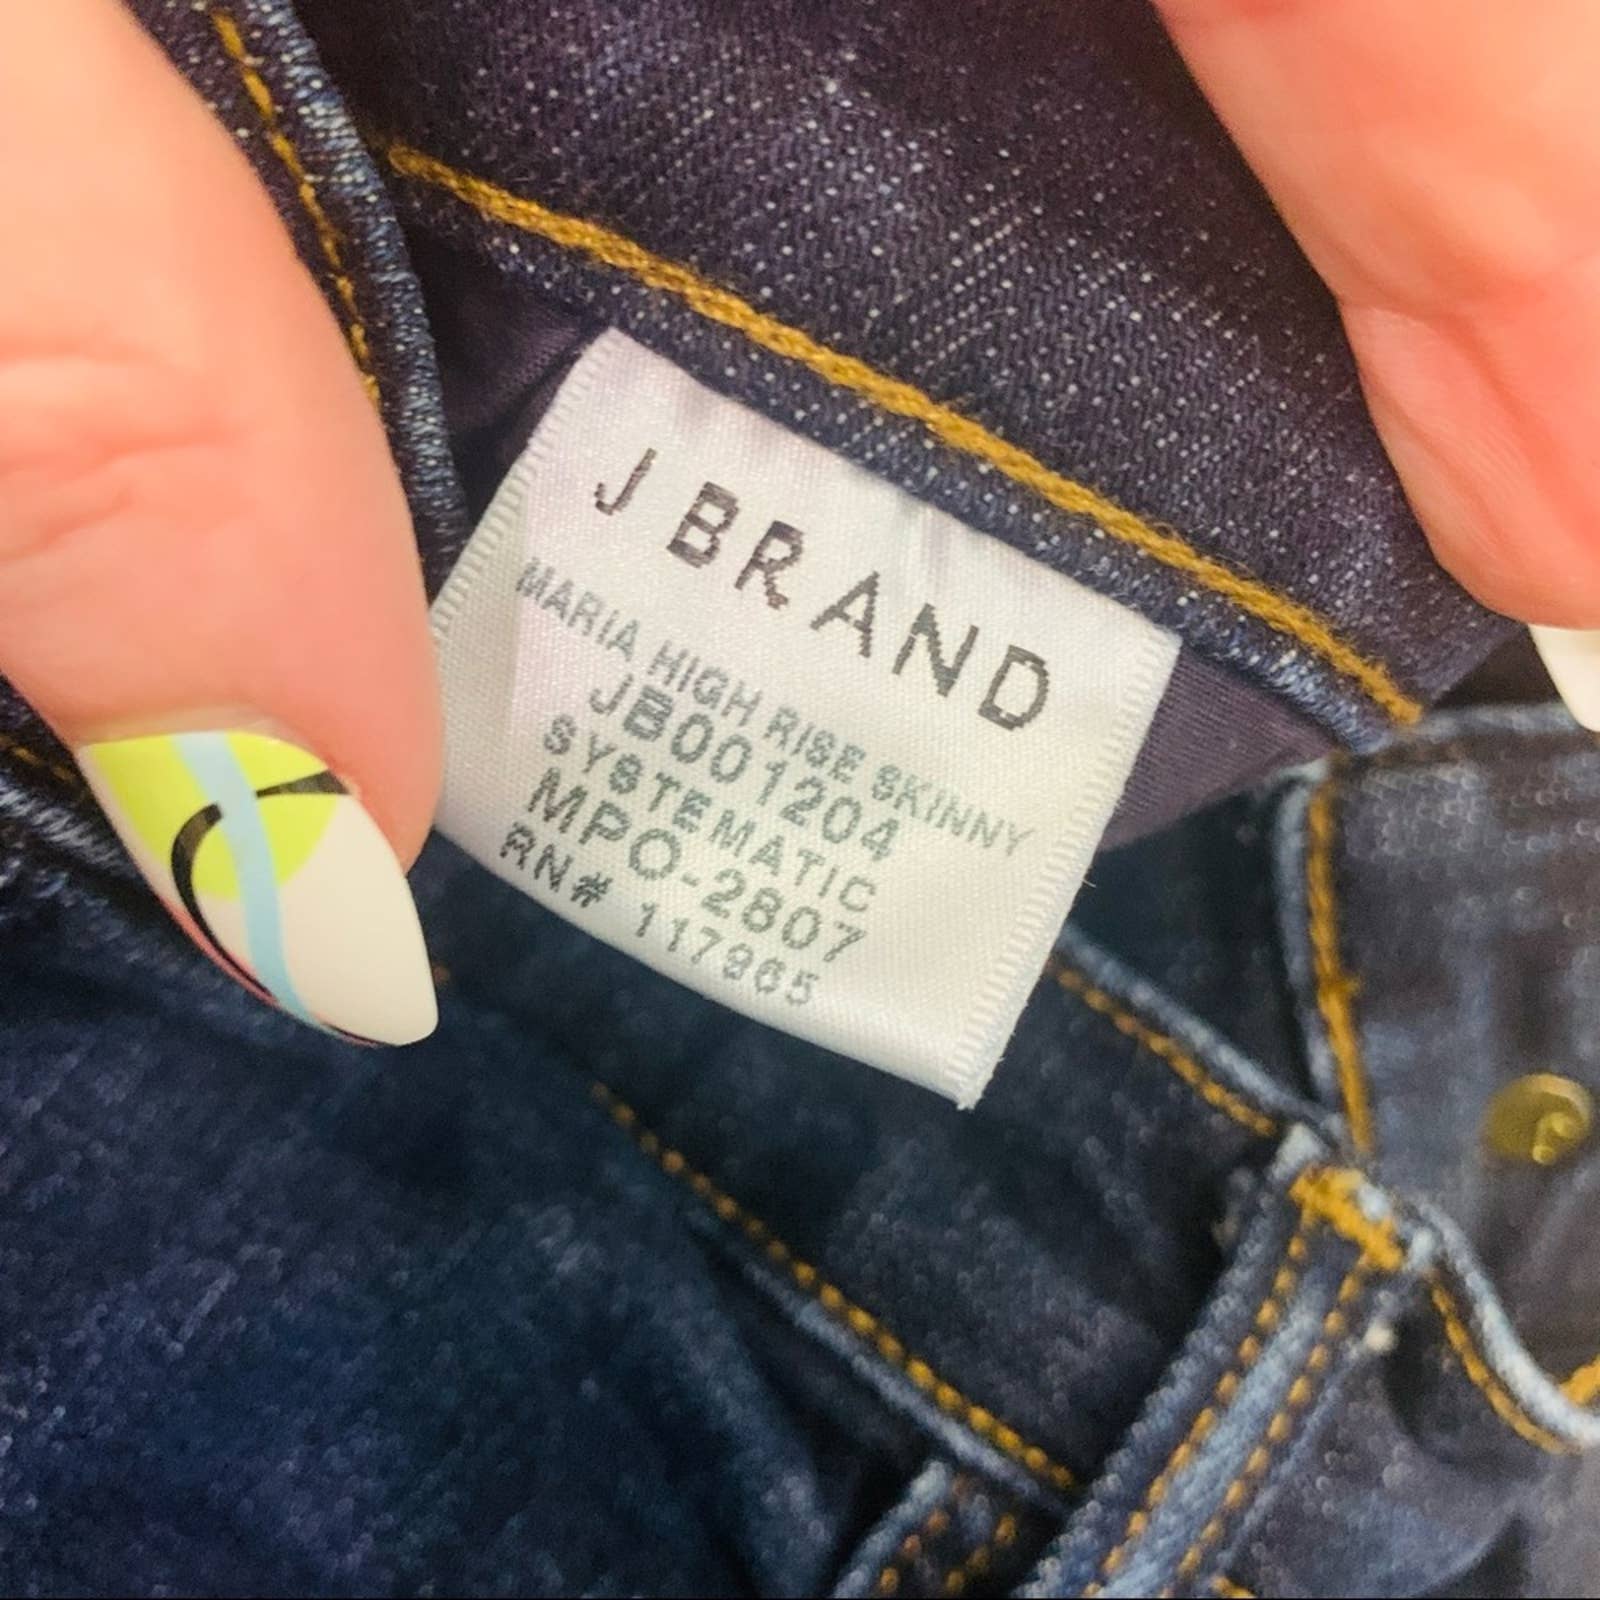 J BRAND
MARIA HIGH RISE SKINNY
JB001204
SYSTEMATIC
MPO-2807
RN# 117965